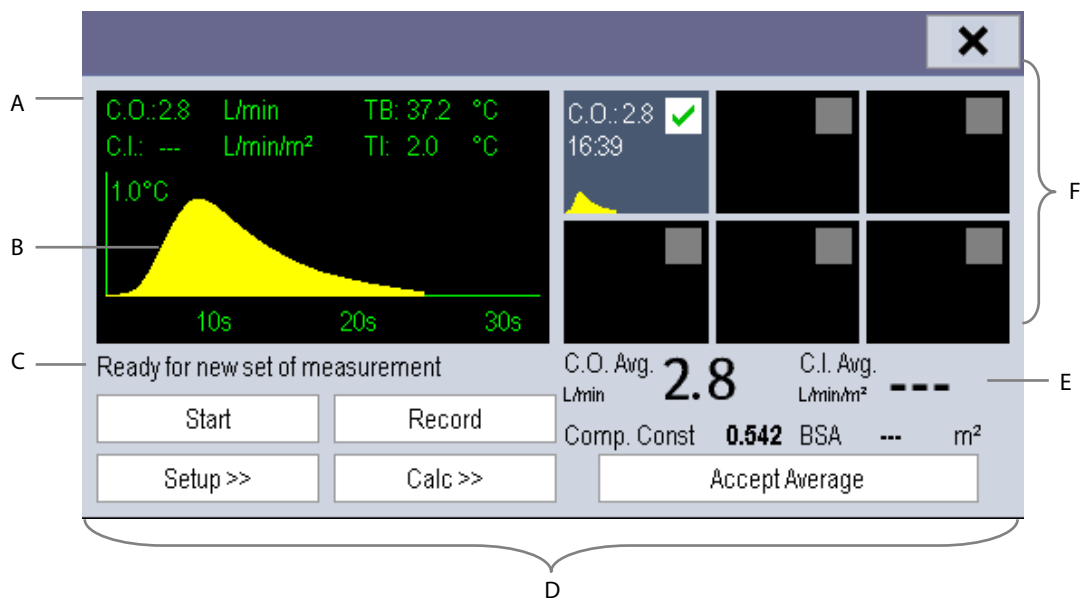 A
C.O.:2.8 L/min TB: 37.2 °C
C.I.: --- L/min/m² TI: 2.0 °C
1.0°C
B
10s 20s 30s
C.O.: 2.8
16:39
F
C
Ready for new set of measurement
Start Record
Setup >> Calc >>
C.O. Avg. 2.8 C.I. Avg. ---
L/min L/min/m²
E
Comp. Const 0.542 BSA --- m²
Accept Average
D